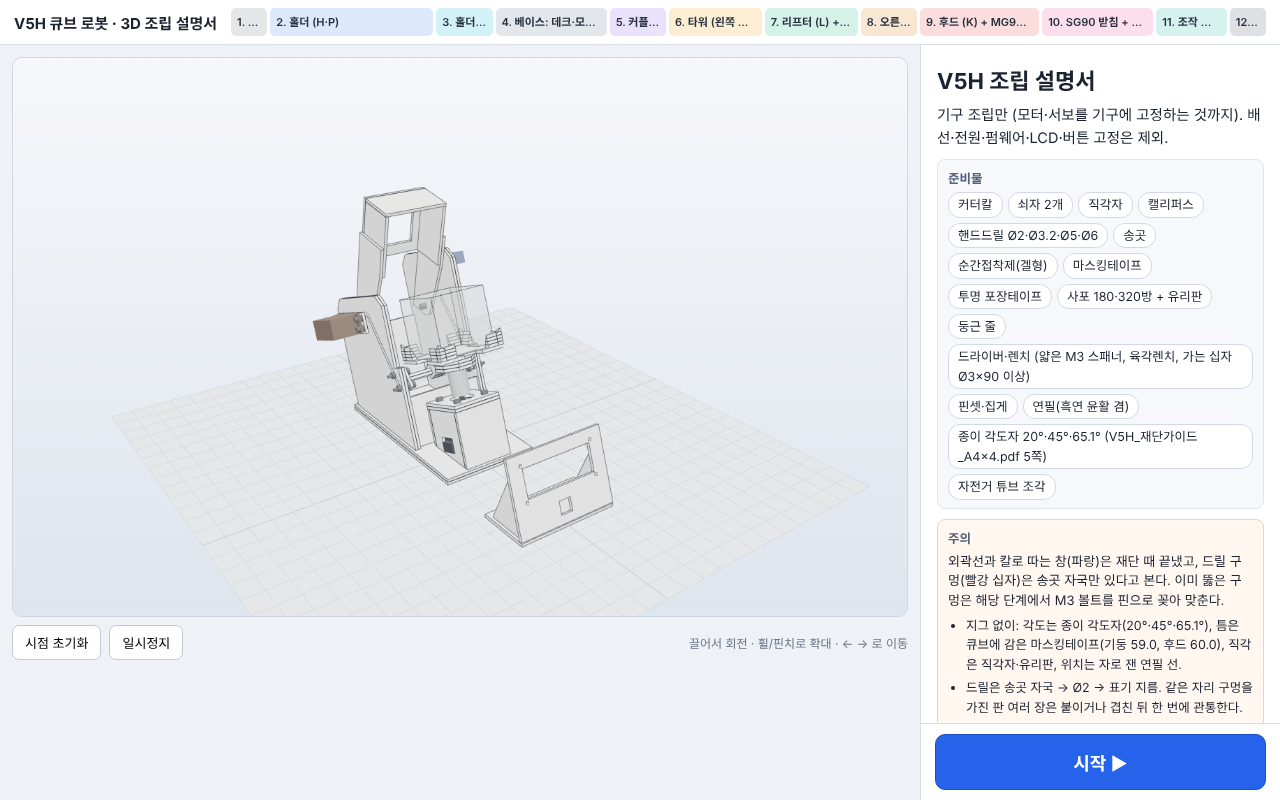 V5H 큐브 로봇 · 3D 조립 설명서
1. ...
2. 홀더 (H·P)
3. 홀더...
4. 베이스: 데크·모...
5. 커플...
6. 타워 (왼쪽 ...
7. 리프터 (L) +...
8. 오른...
9. 후드 (K) + MG9...
10. SG90 받침 + ...
11. 조작 ...
12...
시점 초기화
일시정지
끌어서 회전 · 휠/핀치로 확대 · ← → 로 이동
V5H 조립 설명서
기구 조립만 (모터·서보를 기구에 고정하는 것까지). 배
선·전원·펌웨어·LCD·버튼 고정은 제외.
준비물
커터칼
쇠자 2개
직각자
캘리퍼스
핸드드릴 Ø2·Ø3.2·Ø5·Ø6
송곳
순간접착제(겔형)
마스킹테이프
투명 포장테이프
사포 180·320방 + 유리판
둥근 줄
드라이버·렌치 (얇은 M3 스패너, 육각렌치, 가는 십자
Ø3×90 이상)
핀셋·집게
연필(흑연 윤활 겸)
종이 각도자 20°·45°·65.1° (V5H_재단가이드
_A4×4.pdf 5쪽)
자전거 튜브 조각
주의
외곽선과 칼로 따는 창(파랑)은 재단 때 끝냈고, 드릴 구
멍(빨강 십자)은 송곳 자국만 있다고 본다. 이미 뚫은 구
멍은 해당 단계에서 M3 볼트를 핀으로 꽂아 맞춘다.
• 지그 없이: 각도는 종이 각도자(20°·45°·65.1°), 틈은
큐브에 감은 마스킹테이프(기둥 59.0, 후드 60.0), 직각
은 직각자·유리판, 위치는 자로 잰 연필 선.
• 드릴은 송곳 자국 → Ø2 → 표기 지름. 같은 자리 구멍을
가진 판 여러 장은 붙이거나 겹친 뒤 한 번에 관통한다.
시작 ▶